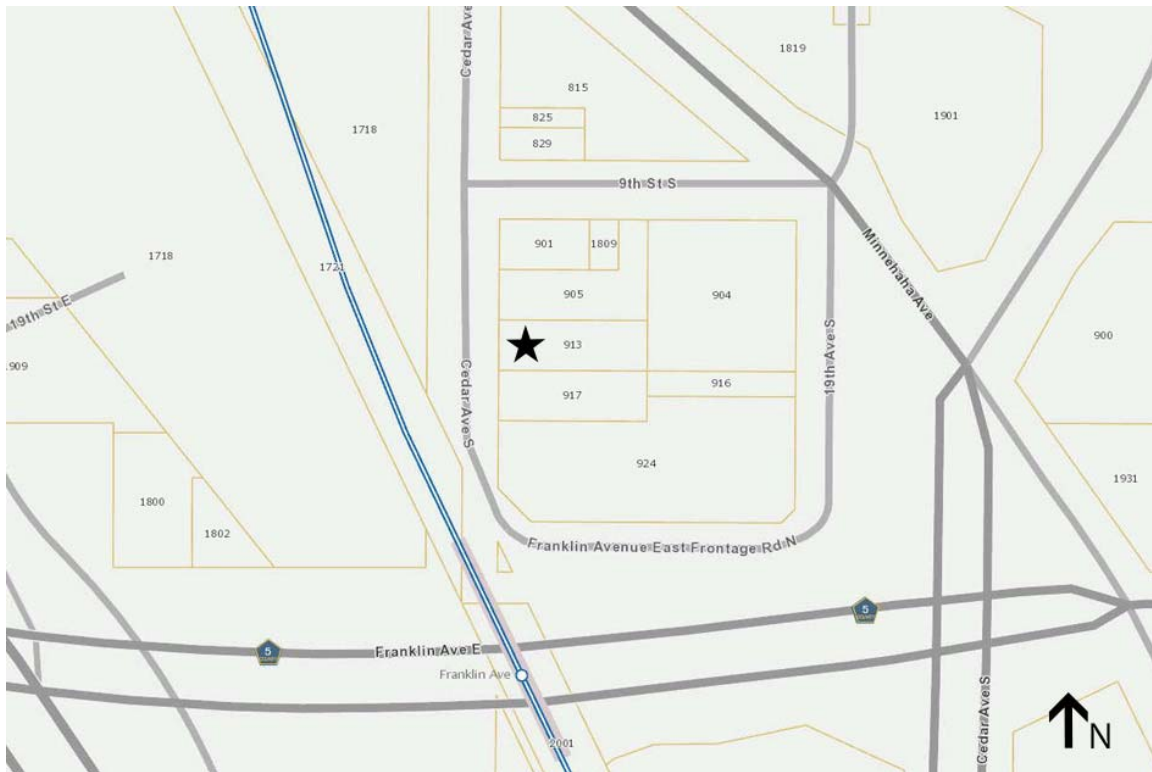 Cedar Ave
1819
815
825
1901
1718
829
9th St S
901
1809
Minnehaha Ave
1718
1721
905
904
19th St E
19th Ave S
900
913
1909
Cedar Ave S
916
917
924
1931
1800
1802
Franklin Avenue East Frontage Rd N
5
5
Franklin Ave E
Franklin Ave
Cedar Ave S
N
2001